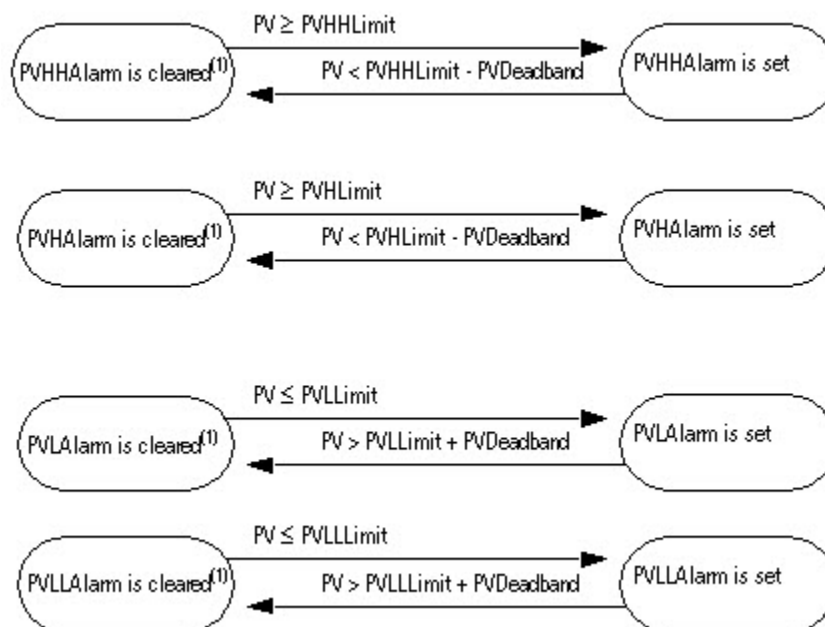 PV ≥ PVHHLimit
PVHHAlarm is cleared(1)
PVHHAlarm is set
PV < PVHHLimit - PVDeadband
PV ≥ PVHLimit
PVHAlarm is cleared(1)
PVHAlarm is set
PV < PVHLimit - PVDeadband
PV ≤ PVLLimit
PVLAlarm is cleared(1)
PVLAlarm is set
PV > PVLLimit + PVDeadband
PV ≤ PVLLLimit
PVLLAlarm is cleared(1)
PVLLAlarm is set
PV > PVLLLimit + PVDeadband